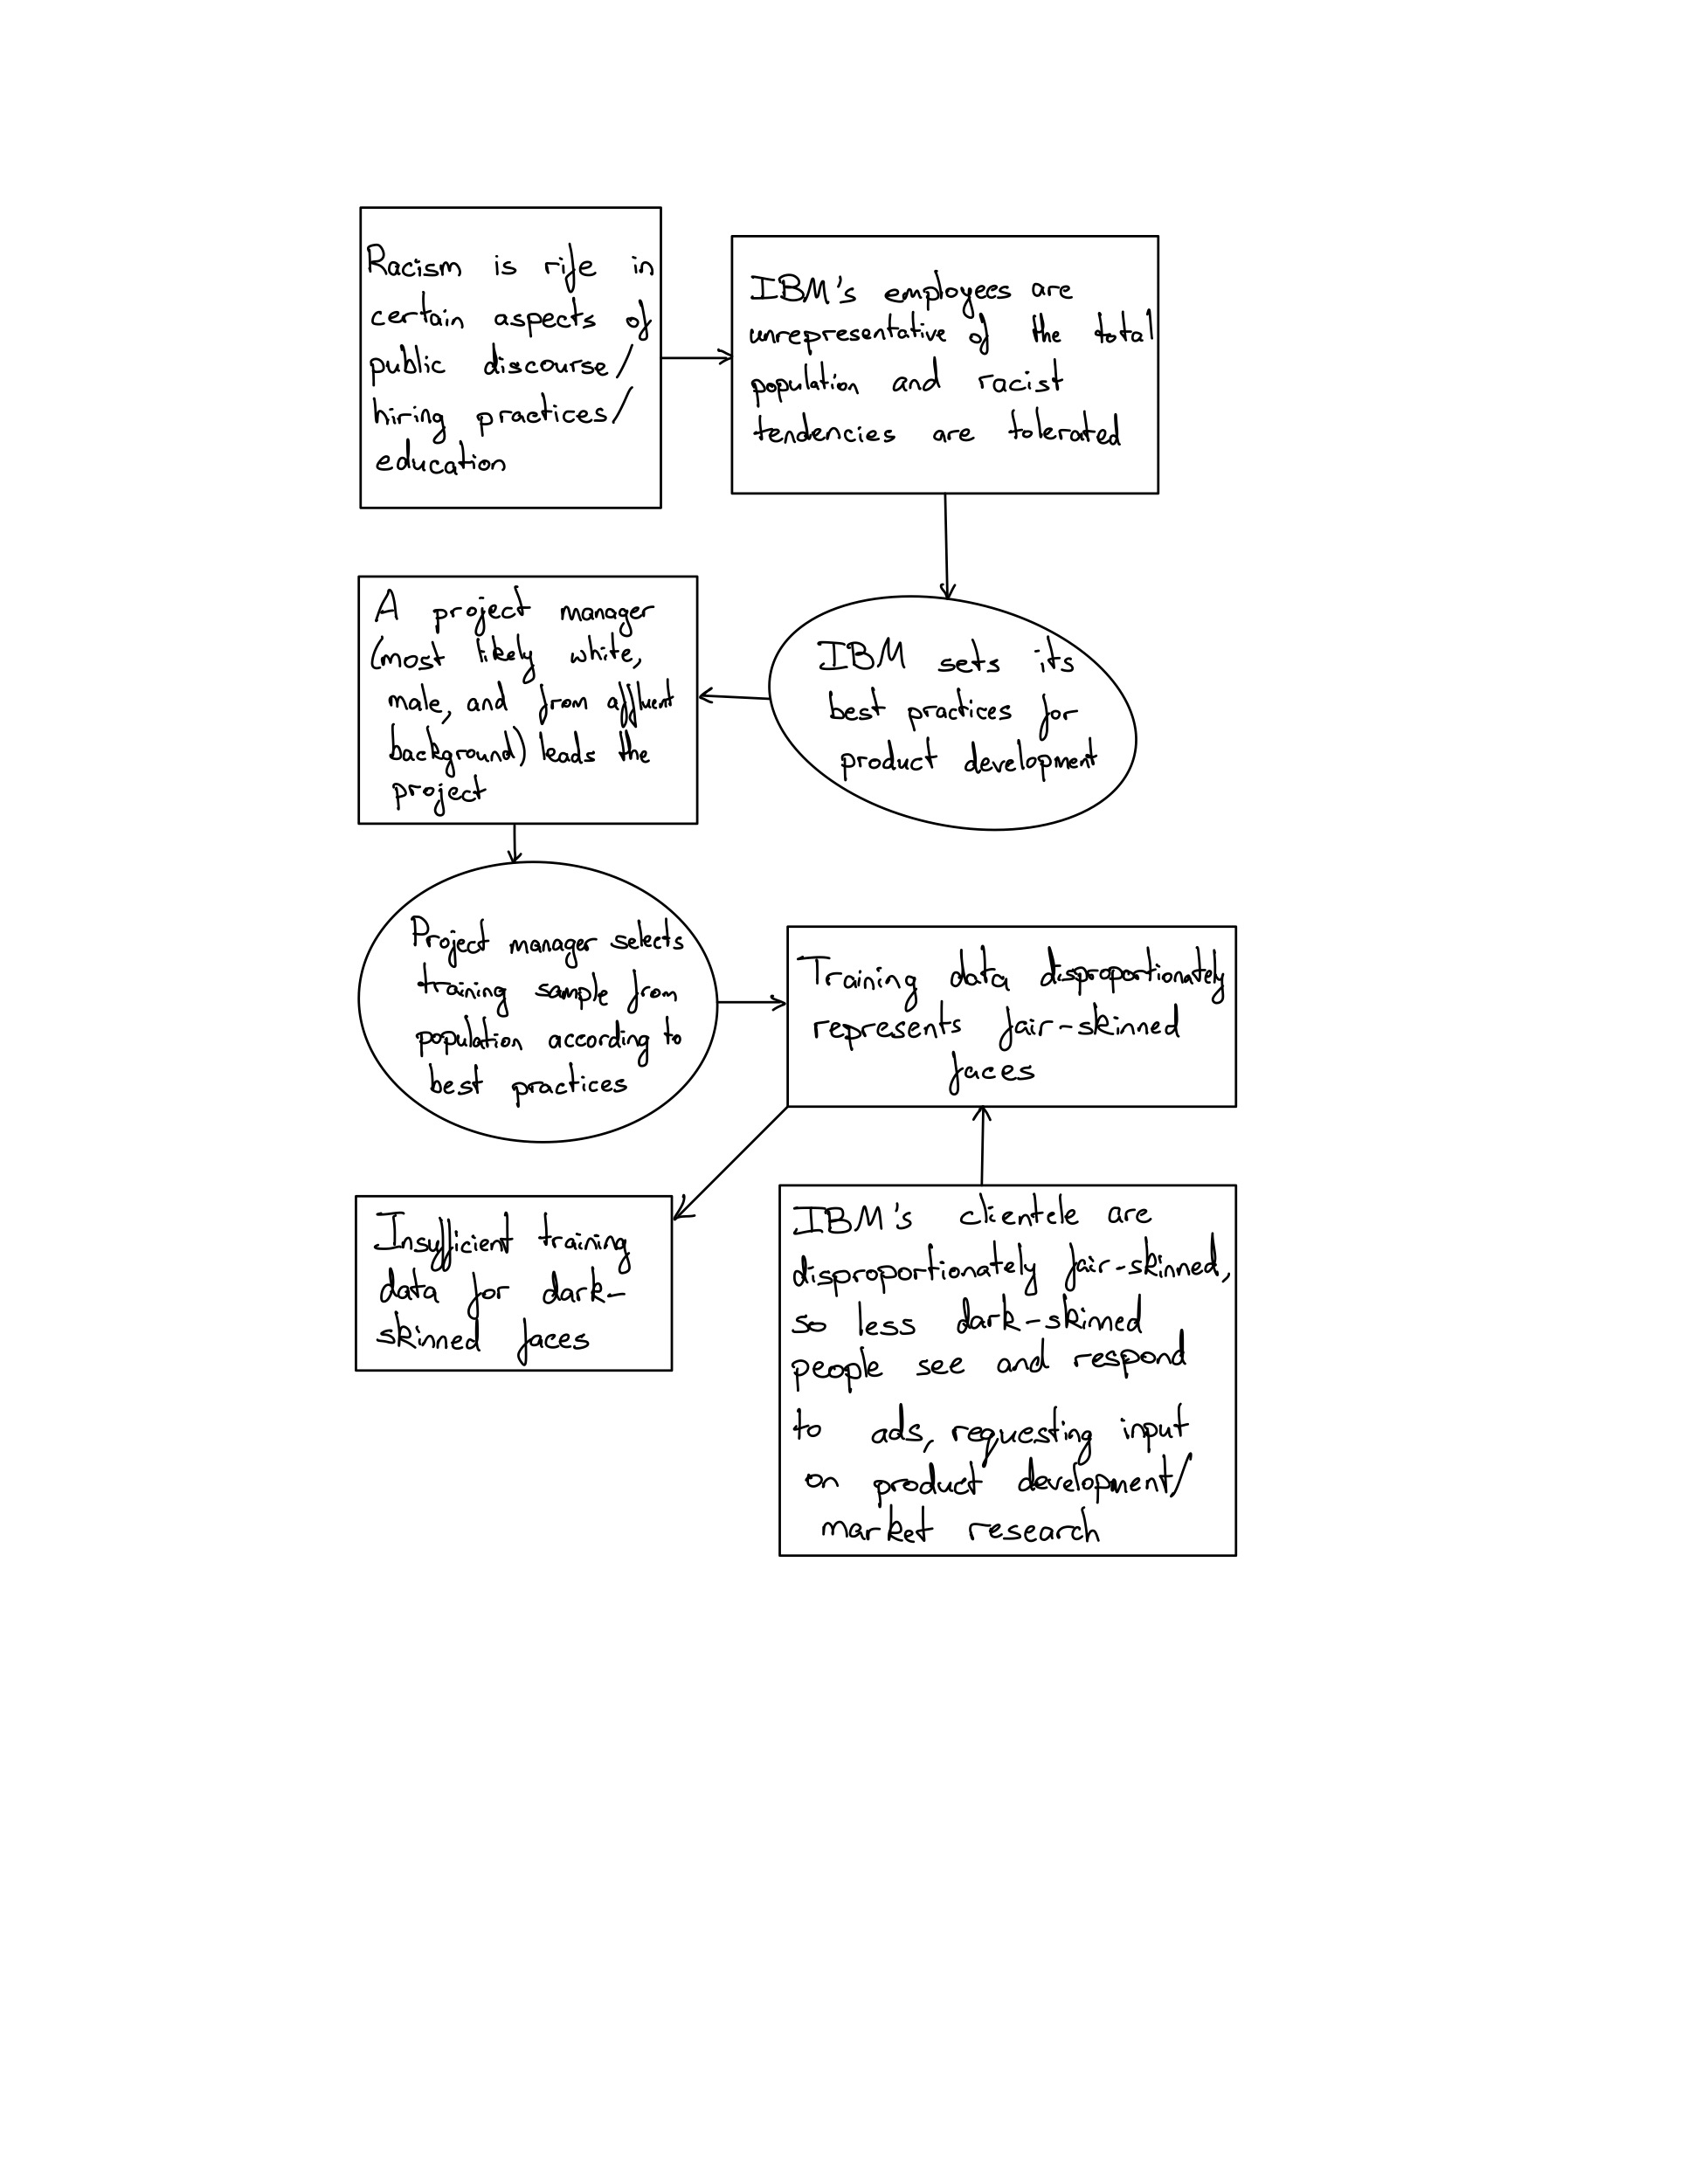 Racism is rife in
certain aspects of
public discourse/
hiring practices/
education
IBM's employees are
unrepresentative of the total
population and racist
tendencies are tolerated
IBM sets its
best practices for
product development
A project manager
(most likely white,
male, and from affluent
background) leads the
project
Project manager selects
training sample from
population according to
best practices
Training data disproportionately
represents fair-skinned
faces
Insufficient training
data for dark-
skinned faces
IBM's clientele are
disproportionately fair-skinned,
so less dark-skinned
people see and respond
to ads, requesting input
on product development/
market research